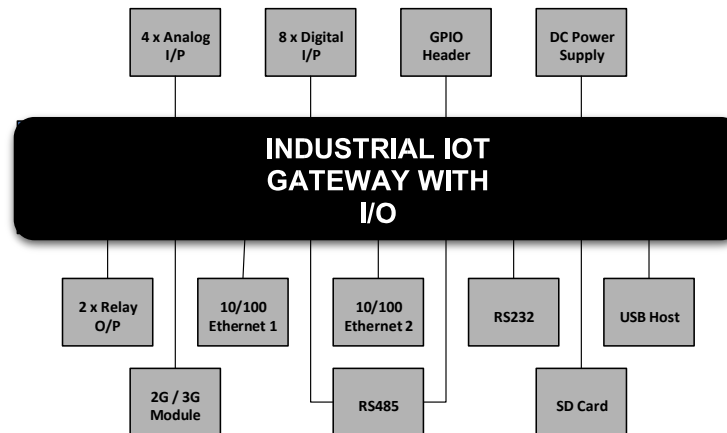 4 x Analog
I/P
8 x Digital
I/P
GPIO
Header
DC Power
Supply
INDUSTRIAL IOT
GATEWAY WITH
I/O
2 x Relay
O/P
10/100
Ethernet 1
10/100
Ethernet 2
RS232
USB Host
2G / 3G
Module
RS485
SD Card